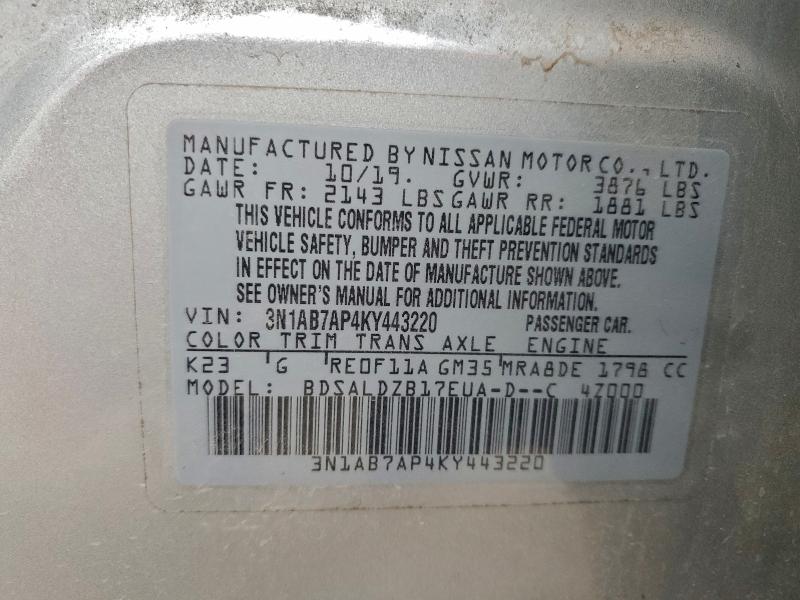 MANUFACTURED BY NISSAN MOTOR CO., LTD.
DATE: 10/19. GVWR: 3876 LBS
GAWR FR: 2143 LBS GAWR RR: 1881 LBS
THIS VEHICLE CONFORMS TO ALL APPLICABLE FEDERAL MOTOR
VEHICLE SAFETY, BUMPER AND THEFT PREVENTION STANDARDS
IN EFFECT ON THE DATE OF MANUFACTURE SHOWN ABOVE.
SEE OWNER'S MANUAL FOR ADDITIONAL INFORMATION.
VIN: 3N1AB7AP4KY443220 PASSENGER CAR.
COLOR TRIM TRANS AXLE ENGINE
K23 G RE0F11A GM35 MRA8DE 1798 CC
MODEL: BDSALDZB17EUA-D--C 4Z000
3N1AB7AP4KY443220